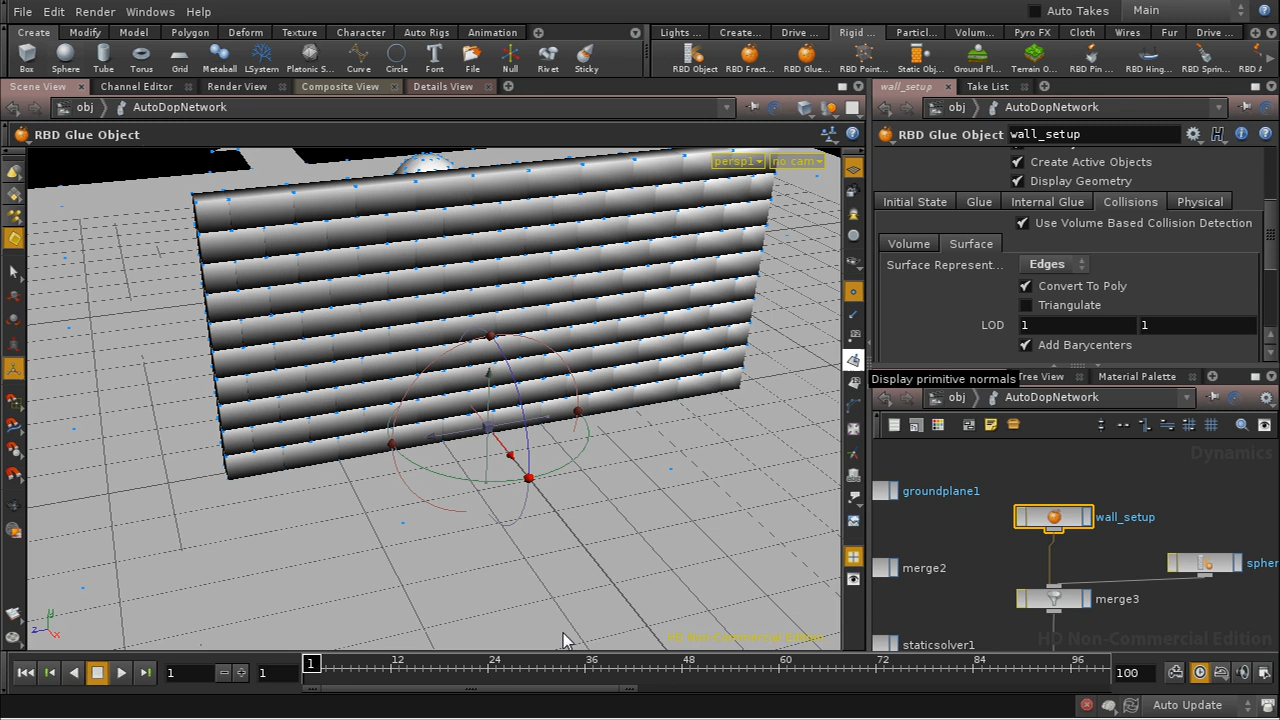 File Edit Render Windows Help Auto Takes Main
Create Modify Model Polygon Deform Texture Character Auto Rigs Animation Lights ... Create... Drive ... Rigid ... Particl... Volum... Pyro FX Cloth Wires Fur Drive ...
Box Sphere Tube Torus Grid Metaball LSystem Platonic S... Curve Circle Font File Null Rivet Sticky RBD Object RBD Fract... RBD Glue... RBD Point... Static Obj... Ground Pl... Terrain O... RBD Pin ... RBD Hing... RBD Sprin... RBD
Scene View Channel Editor Render View Composite View Details View wall_setup Take List
obj AutoDopNetwork obj AutoDopNetwork
RBD Glue Object RBD Glue Object wall_setup
persp1 no cam Create Active Objects
Display Geometry
Initial State Glue Internal Glue Collisions Physical
Use Volume Based Collision Detection
Volume Surface
Surface Represent... Edges
Convert To Poly
Triangulate
LOD 1 1
Add Barycenters
Display primitive normals Tree View Material Palette
obj AutoDopNetwork
Dynamics
groundplane1
wall_setup
spher
merge2
merge3
HD Non-Commercial Edition HD Non-Commercial Edition
staticsolver1
1 1 1 12 24 36 48 60 72 84 96 100
Auto Update